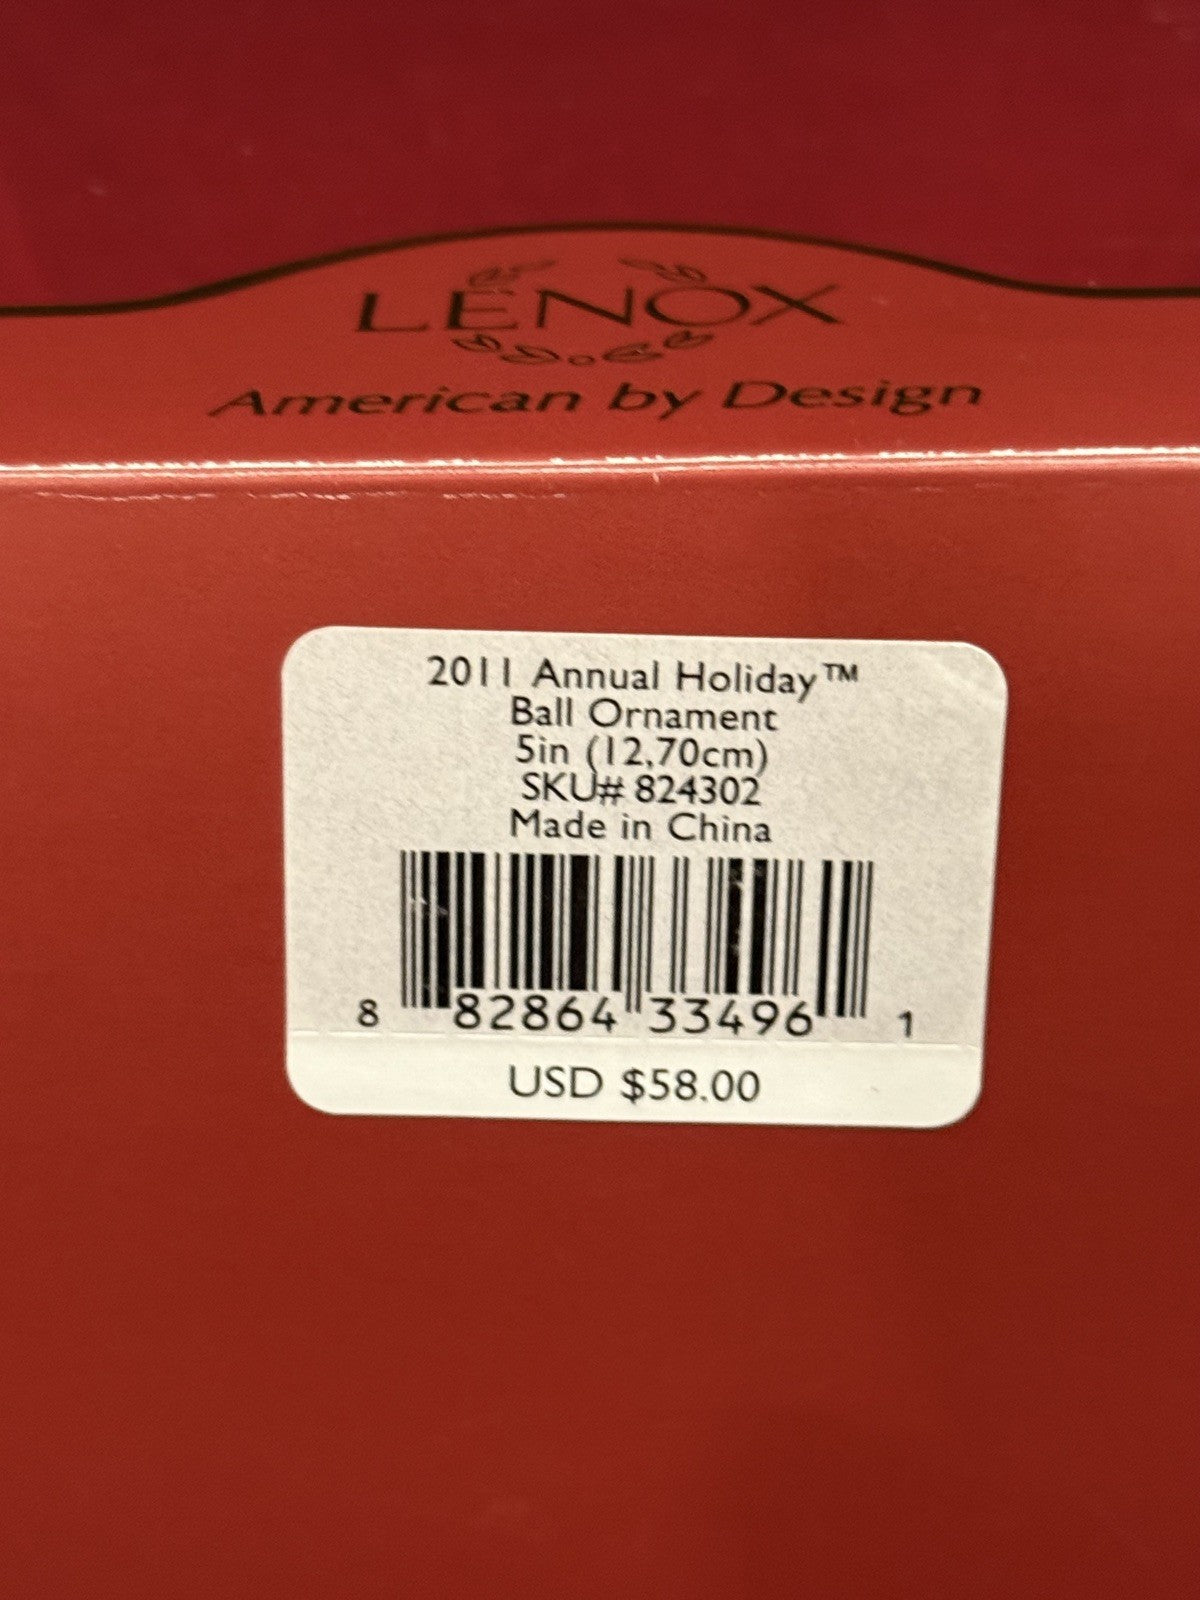 LENOX
American by Design
2011 Annual Holiday™
Ball Ornament
5in (12,70cm)
SKU# 824302
Made in China
8 82864 33496 1
USD $58.00